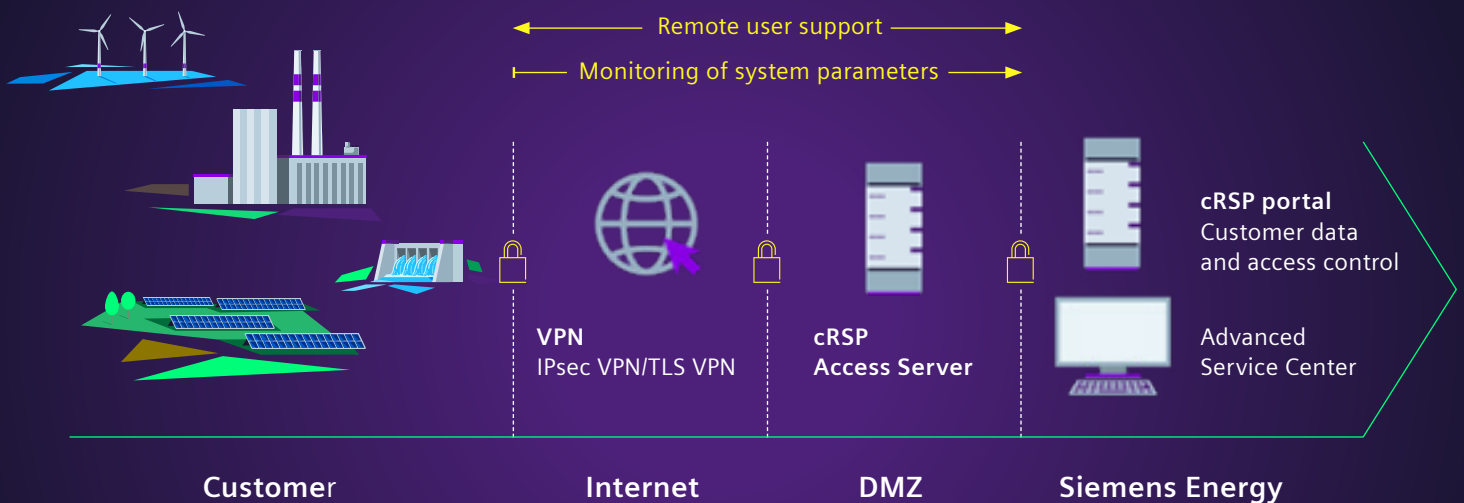 Remote user support
Monitoring of system parameters
cRSP portal
Customer data
and access control
VPN
IPsec VPN/TLS VPN
cRSP
Access Server
Advanced
Service Center
Customer
Internet
DMZ
Siemens Energy